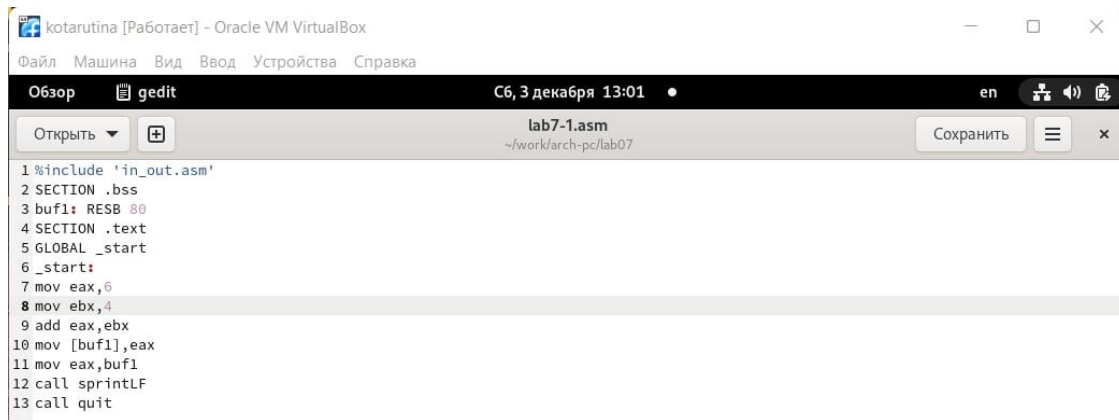 kotarutina [Работает] - Oracle VM VirtualBox
Файл Машина Вид Ввод Устройства Справка
Обзор gedit Сб, 3 декабря 13:01 en
Открыть lab7-1.asm Сохранить
~/work/arch-pc/lab07
1 %include 'in_out.asm'
2 SECTION .bss
3 buf1: RESB 80
4 SECTION .text
5 GLOBAL _start
6 _start:
7 mov eax,6
8 mov ebx,4
9 add eax,ebx
10 mov [buf1],eax
11 mov eax,buf1
12 call sprintLF
13 call quit